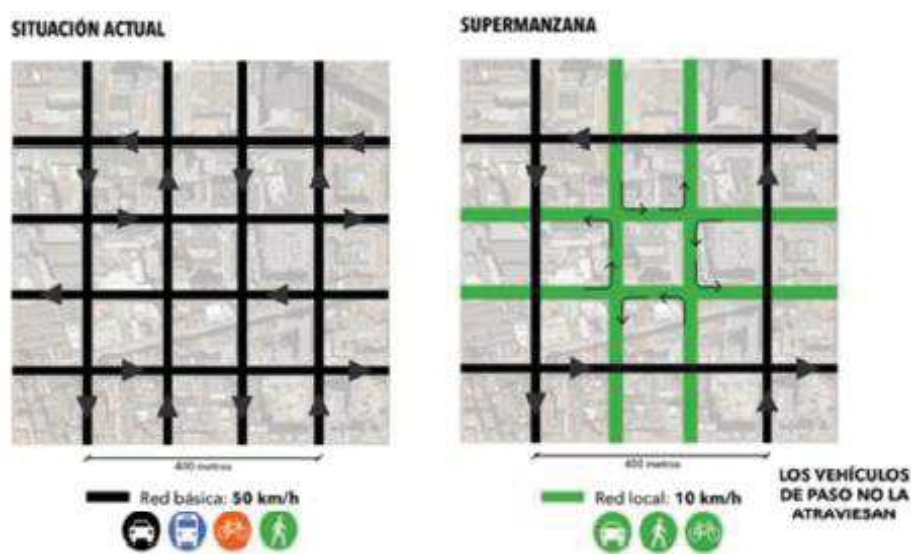 SITUACIÓN ACTUAL
SUPERMANZANA
400 metros
400 metros
Red básica: 50 km/h
Red local: 10 km/h
LOS VEHÍCULOS
DE PASO NO LA
ATRAVIESAN